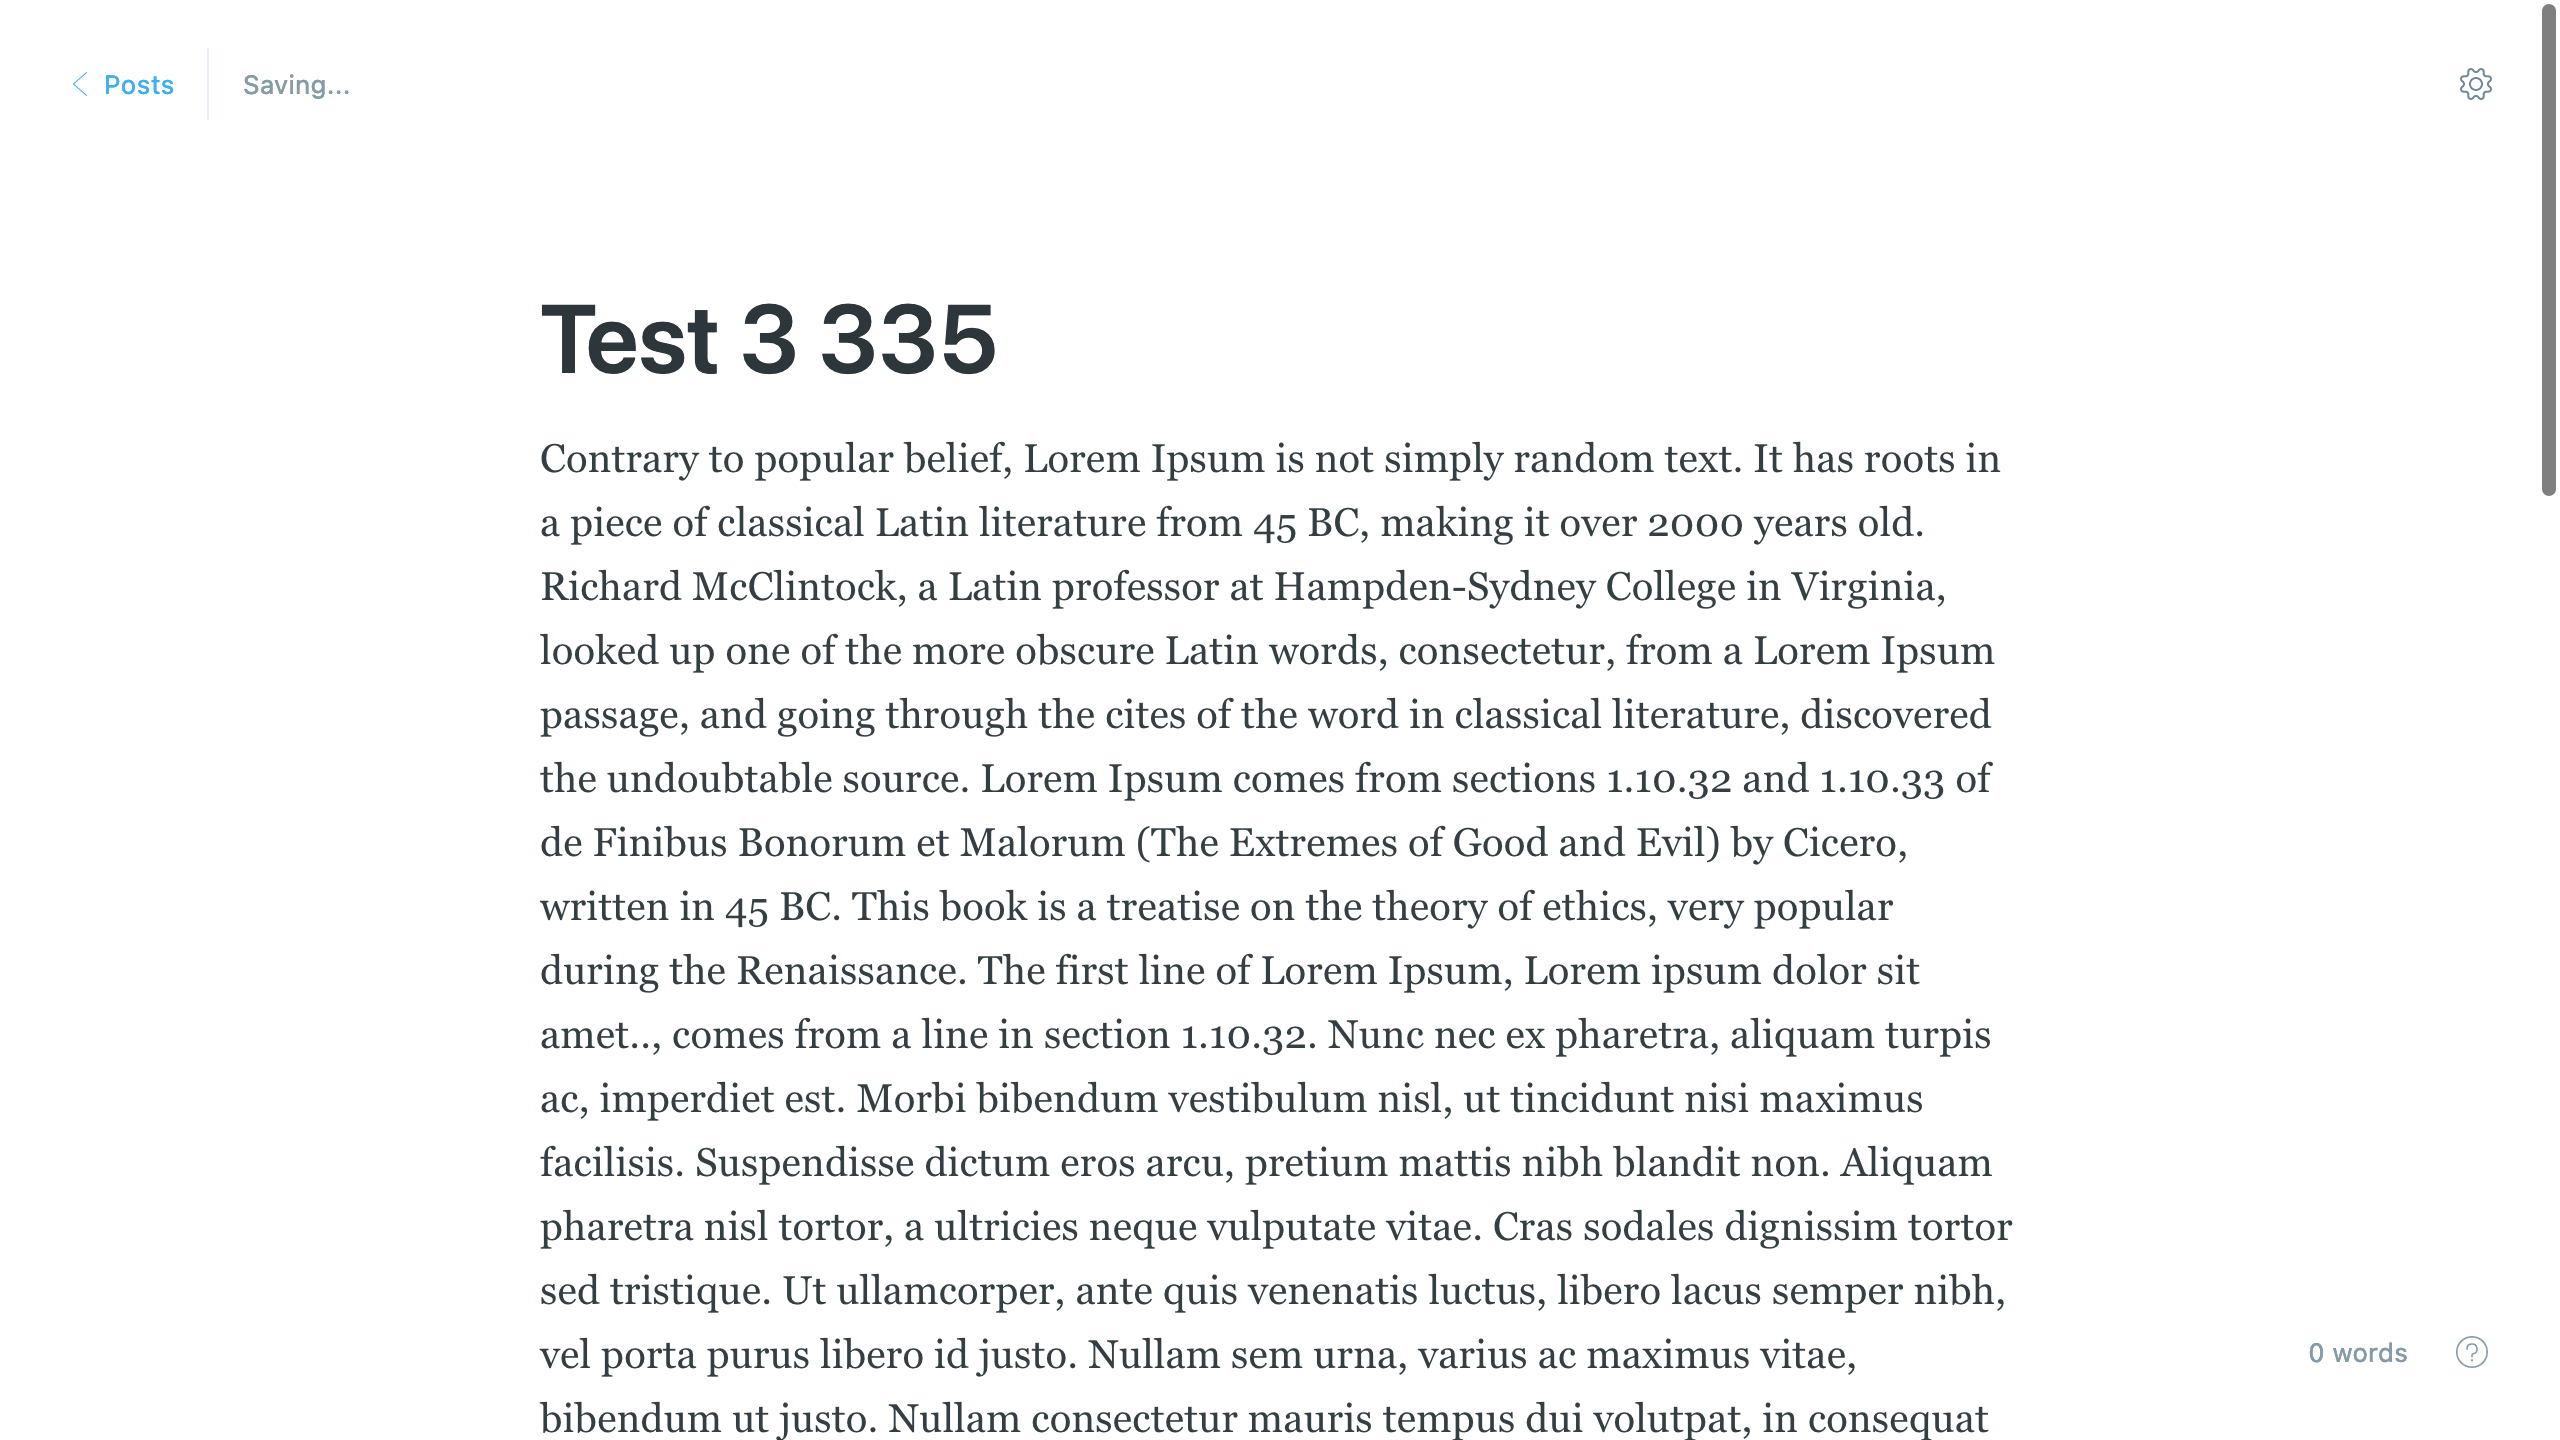 Posts
Saving...
Test 3 335
Contrary to popular belief, Lorem Ipsum is not simply random text. It has roots in
a piece of classical Latin literature from 45 BC, making it over 2000 years old.
Richard McClintock, a Latin professor at Hampden-Sydney College in Virginia,
looked up one of the more obscure Latin words, consectetur, from a Lorem Ipsum
passage, and going through the cites of the word in classical literature, discovered
the undoubtable source. Lorem Ipsum comes from sections 1.10.32 and 1.10.33 of
de Finibus Bonorum et Malorum (The Extremes of Good and Evil) by Cicero,
written in 45 BC. This book is a treatise on the theory of ethics, very popular
during the Renaissance. The first line of Lorem Ipsum, Lorem ipsum dolor sit
amet.., comes from a line in section 1.10.32. Nunc nec ex pharetra, aliquam turpis
ac, imperdiet est. Morbi bibendum vestibulum nisl, ut tincidunt nisi maximus
facilisis. Suspendisse dictum eros arcu, pretium mattis nibh blandit non. Aliquam
pharetra nisl tortor, a ultricies neque vulputate vitae. Cras sodales dignissim tortor
sed tristique. Ut ullamcorper, ante quis venenatis luctus, libero lacus semper nibh,
vel porta purus libero id justo. Nullam sem urna, varius ac maximus vitae,
bibendum ut justo. Nullam consectetur mauris tempus dui volutpat, in consequat
0 words
?